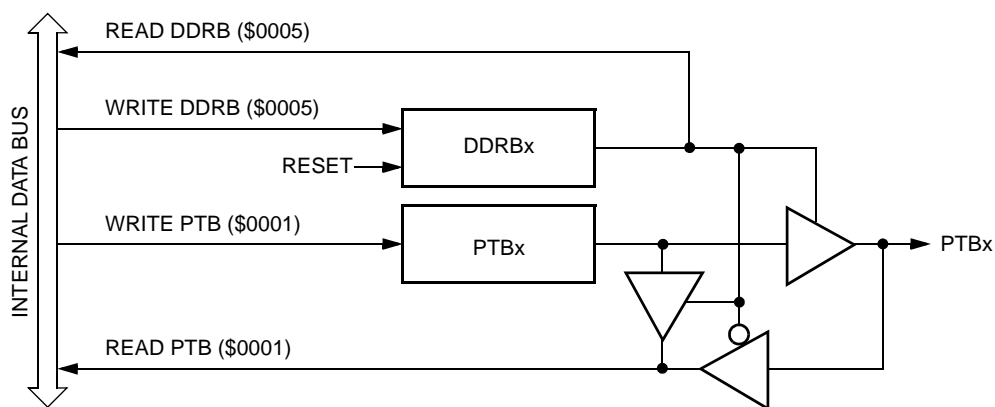 READ DDRB ($0005)
WRITE DDRB ($0005)
DDRBx
RESET
INTERNAL DATA BUS
WRITE PTB ($0001)
PTBx
PTBx
READ PTB ($0001)